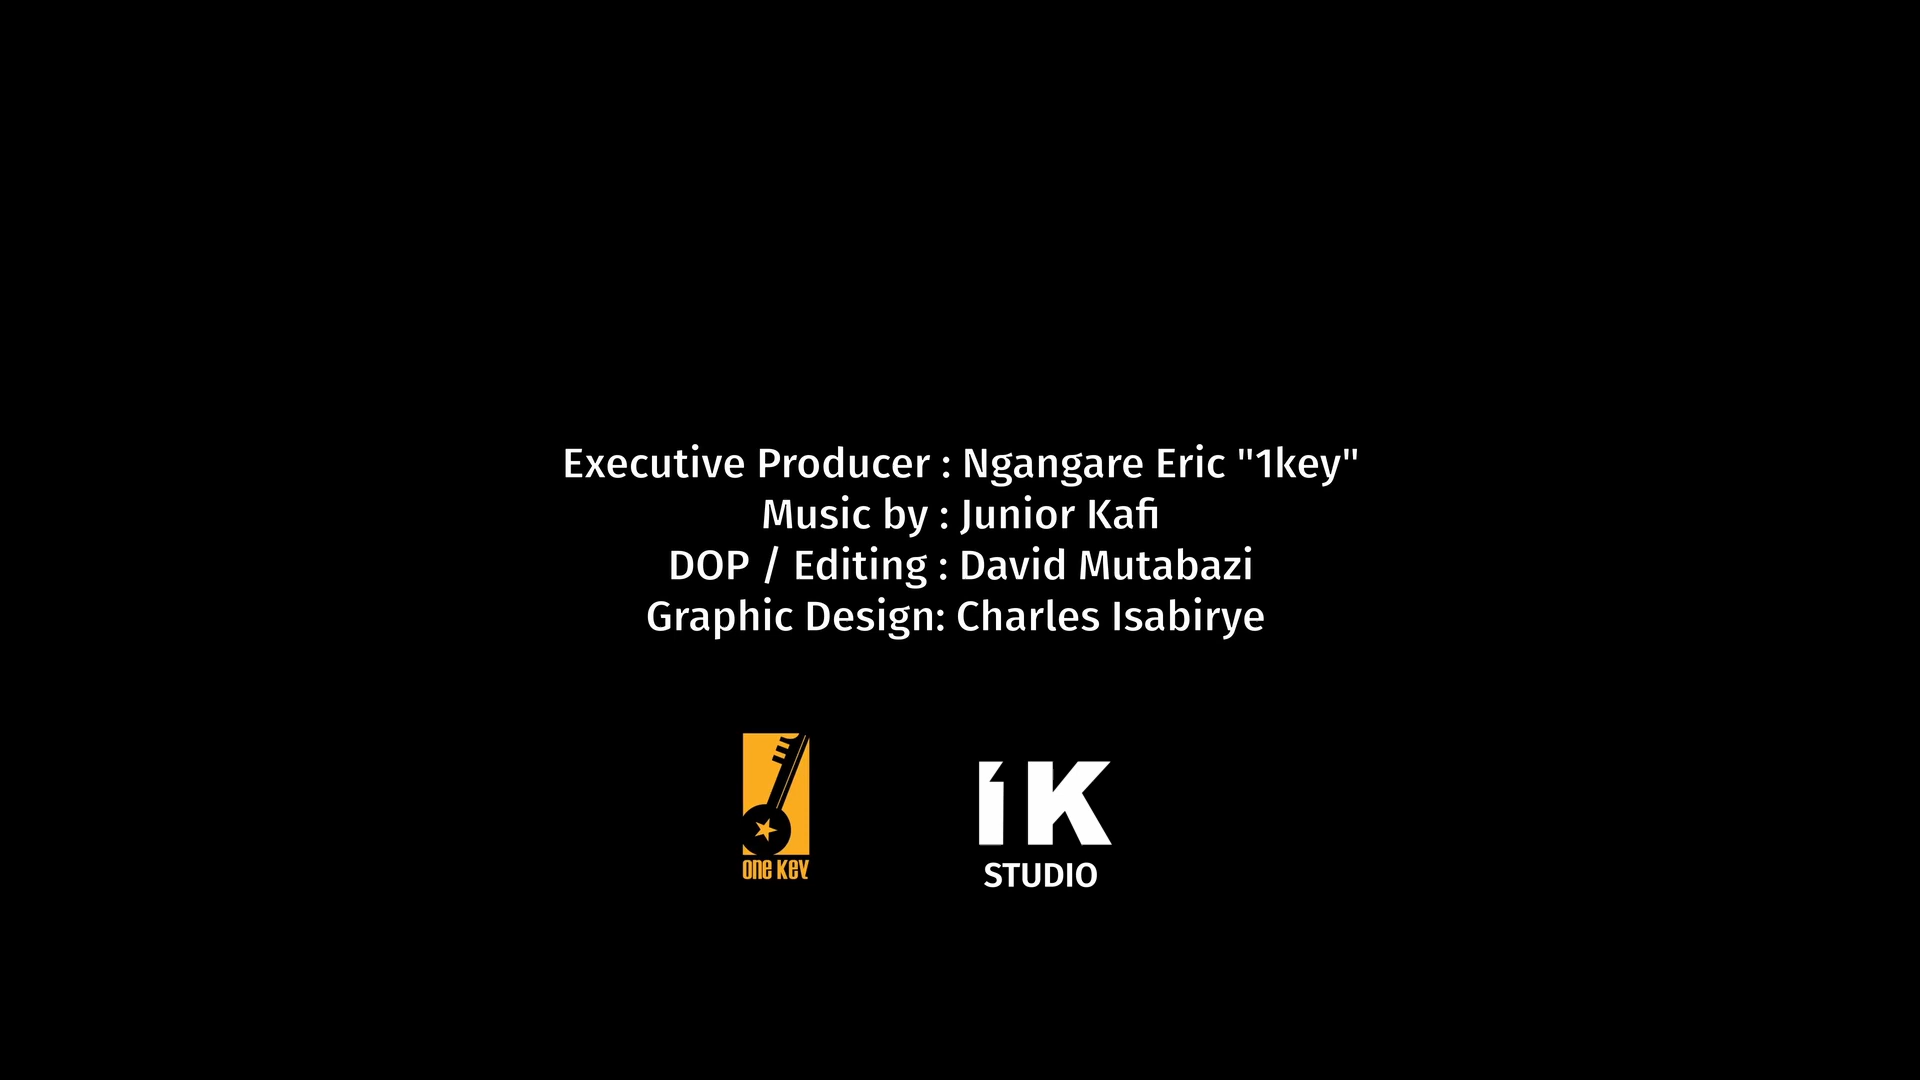 Executive Producer : Ngangare Eric "1key"
Music by : Junior Kafi
DOP / Editing : David Mutabazi
Graphic Design: Charles Isabirye
one key
1K
STUDIO